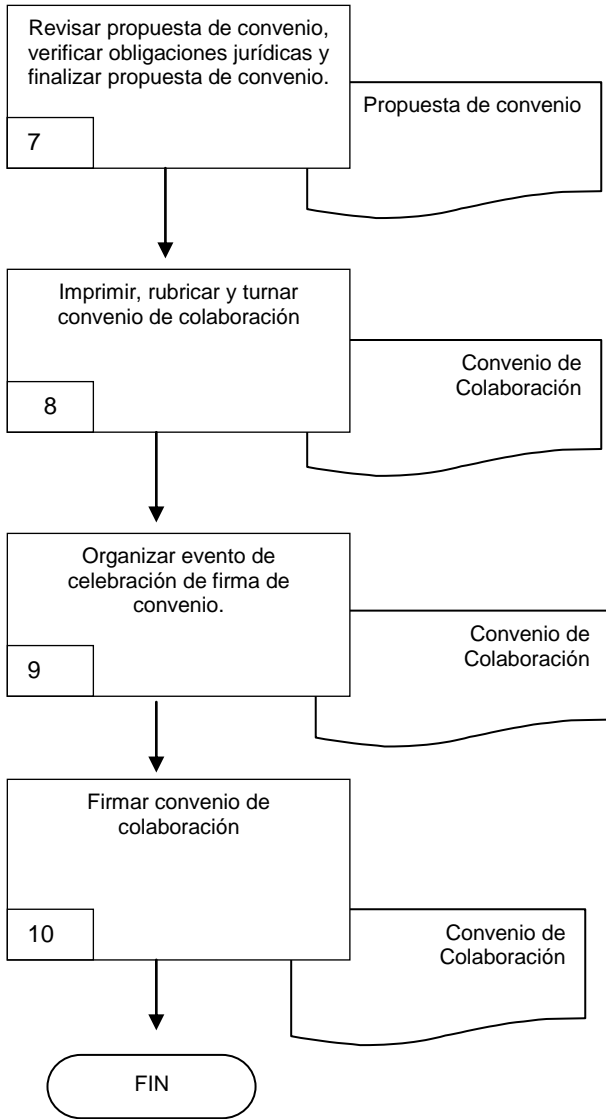 Revisar propuesta de convenio,
verificar obligaciones jurídicas y
finalizar propuesta de convenio.
Propuesta de convenio
7
Imprimir, rubricar y turnar
convenio de colaboración
Convenio de
Colaboración
8
Organizar evento de
celebración de firma de
convenio.
Convenio de
Colaboración
9
Firmar convenio de
colaboración
10
Convenio de
Colaboración
FIN